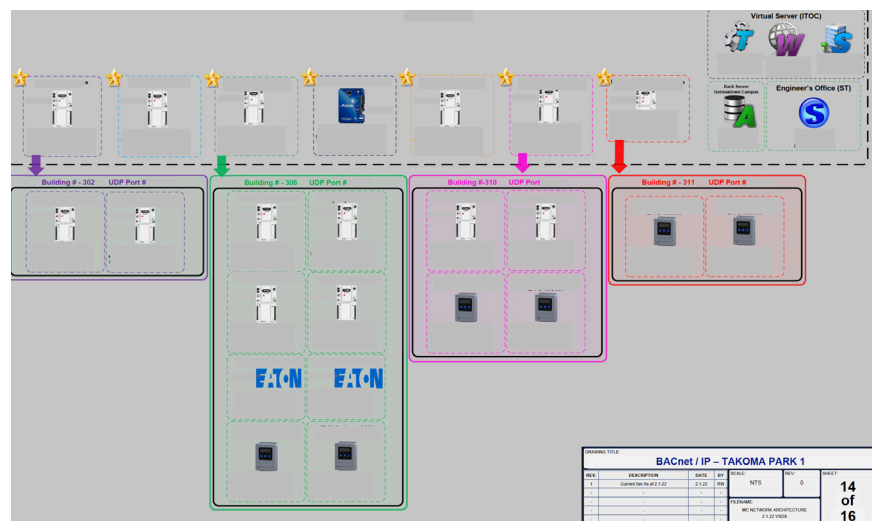 Virtual Server (ITOC)
T
W
S
Rack Server
Germantown Campus
Engineer's Office (ST)
A
S
Building # - 302 UDP Port #
Building # - 306 UDP Port #
Building #-310 UDP Port
Building # - 311 UDP Port #
EATON EATON
DRAWING TITLE:
BACnet / IP – TAKOMA PARK 1
REV. DESCRIPTION DATE BY SCALE: REV: SHEET:
1 Current Set As of 2.1.22 2.1.22 RW NTS 0 14
of
FILENAME:
MC NETWORK ARCHITECTURE
2.1.22.VSDX
16